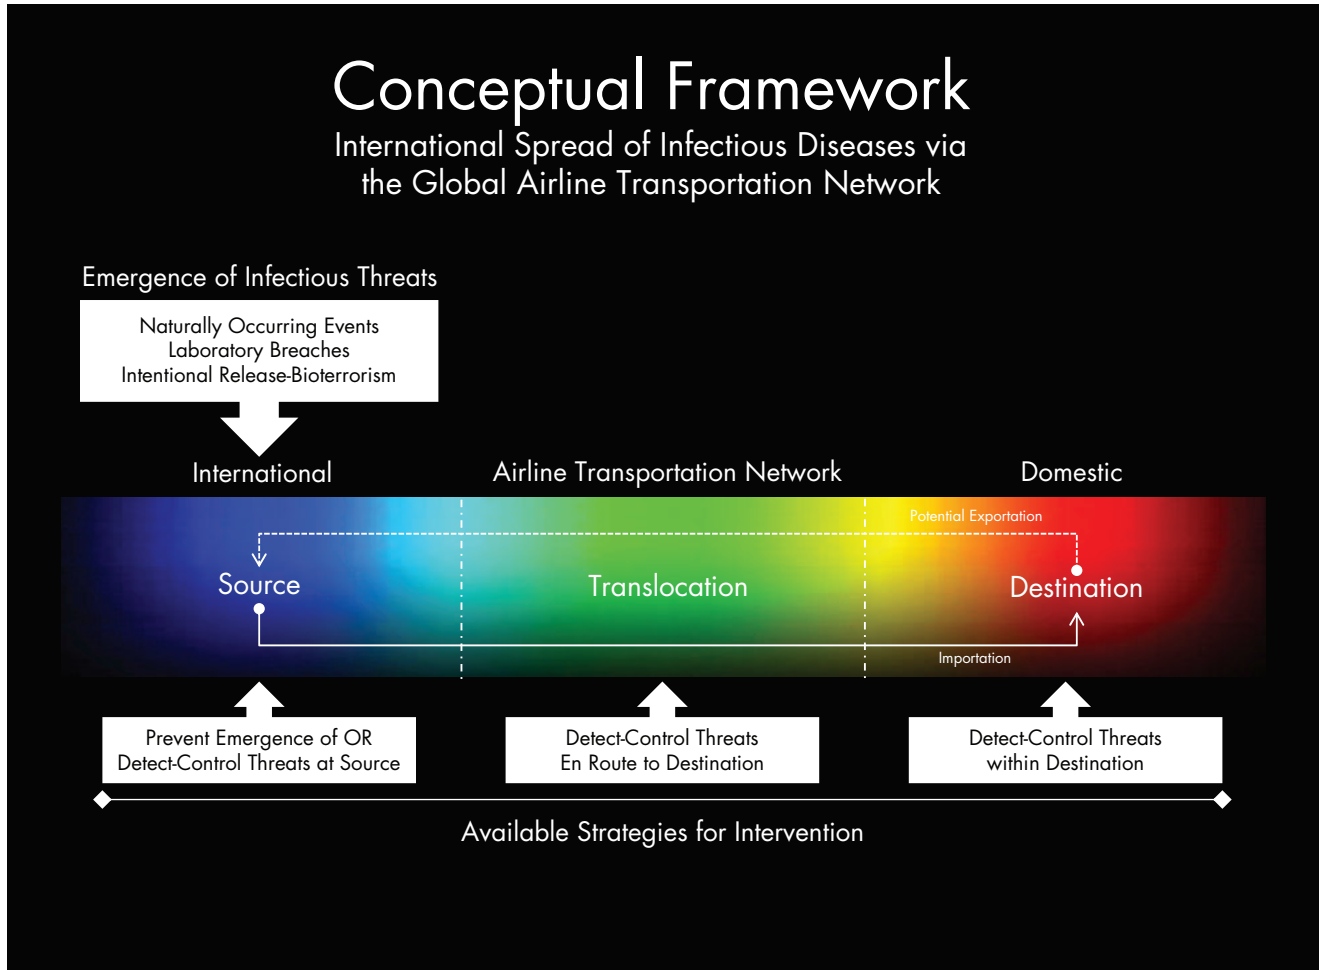 Conceptual Framework
International Spread of Infectious Diseases via
the Global Airline Transportation Network
Emergence of Infectious Threats
Naturally Occurring Events
Laboratory Breaches
Intentional Release-Bioterrorism
International
Airline Transportation Network
Domestic
Potential Exportation
Source
Translocation
Destination
Importation
Prevent Emergence of OR
Detect-Control Threats at Source
Detect-Control Threats
En Route to Destination
Detect-Control Threats
within Destination
Available Strategies for Intervention